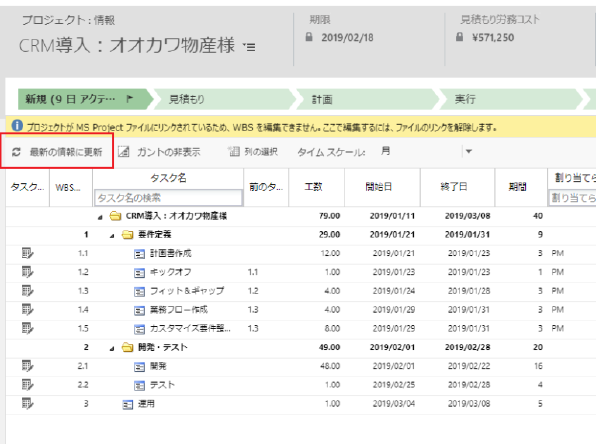 プロジェクト : 情報
CRM導入：オオカワ物産様
期限
2019/02/18
見積もり労務コスト
¥571,250
新規 (9 日 アクテ… 見積もり 計画 実行
プロジェクトが MS Project ファイルにリンクされているため、WBS を編集できません。ここで編集するには、ファイルのリンクを解除します。
最新の情報に更新 ガントの非表示 列の選択 タイム スケール: 月
タスク... WBS... タスク名 前のタ... 工数 開始日 終了日 期間 割り当てら
タスク名の検索 割り当てら
CRM導入：オオカワ物産様 79.00 2019/01/11 2019/03/08 40
1 要件定義 29.00 2019/01/21 2019/01/31 9
1.1 計画書作成 12.00 2019/01/21 2019/01/23 3 PM
1.2 キックオフ 1.1 1.00 2019/01/23 2019/01/23 1 PM
1.3 フィット&ギャップ 1.2 4.00 2019/01/24 2019/01/28 3 PM
1.4 業務フロー作成 1.3 4.00 2019/01/29 2019/01/31 3 PM
1.5 カスタマイズ要件整... 1.3 8.00 2019/01/29 2019/01/31 3 PM
2 開発・テスト 49.00 2019/02/01 2019/02/28 20
2.1 開発 48.00 2019/02/01 2019/02/22 16
2.2 テスト 1.00 2019/02/25 2019/02/28 4
3 運用 1.00 2019/03/04 2019/03/08 5